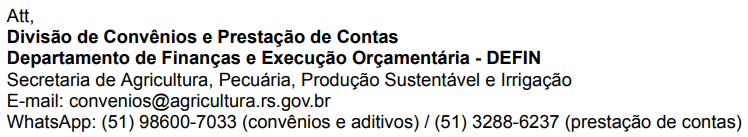 Att,
Divisão de Convênios e Prestação de Contas
Departamento de Finanças e Execução Orçamentária - DEFIN
Secretaria de Agricultura, Pecuária, Produção Sustentável e Irrigação
E-mail: convenios@agricultura.rs.gov.br
WhatsApp: (51) 98600-7033 (convênios e aditivos) / (51) 3288-6237 (prestação de contas)